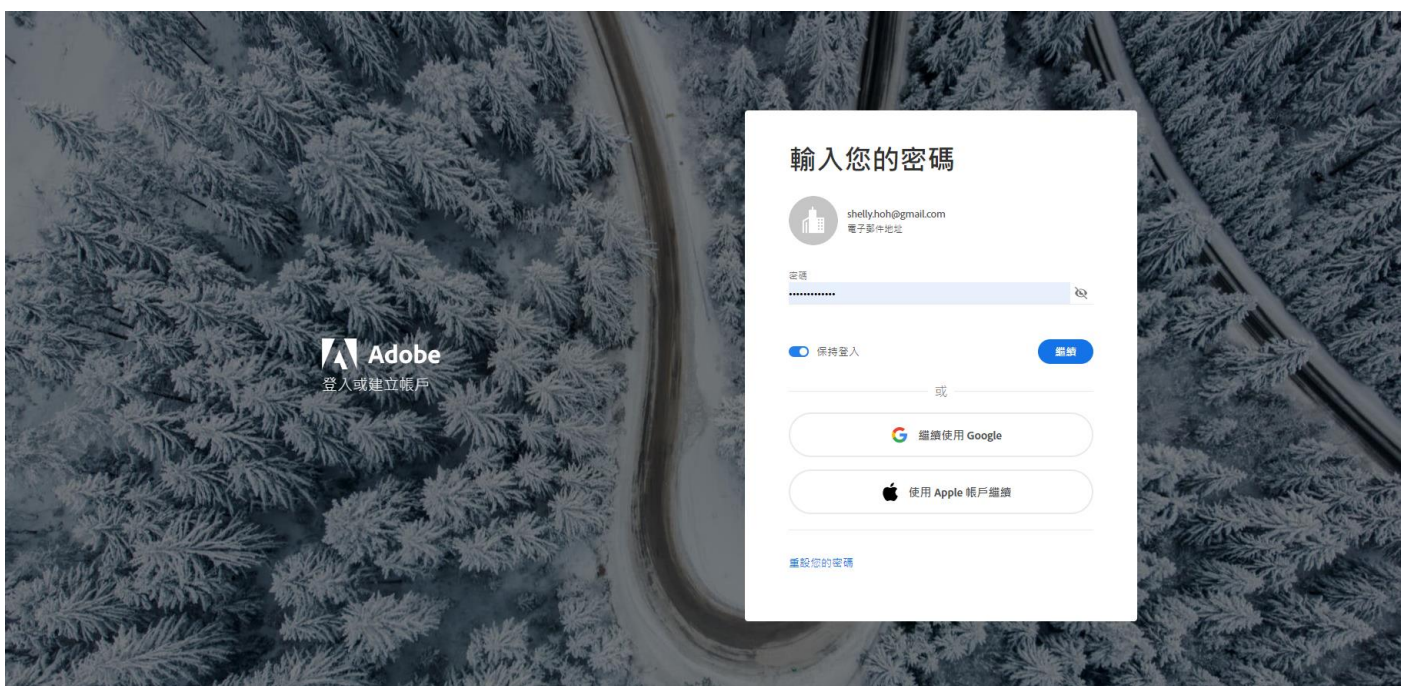 Adobe
登入或建立帳戶
輸入您的密碼
shelly.hoh@gmail.com
電子郵件地址
密碼
•••••••••••••
保持登入
繼續
或
繼續使用 Google
使用 Apple 帳戶繼續
重設您的密碼